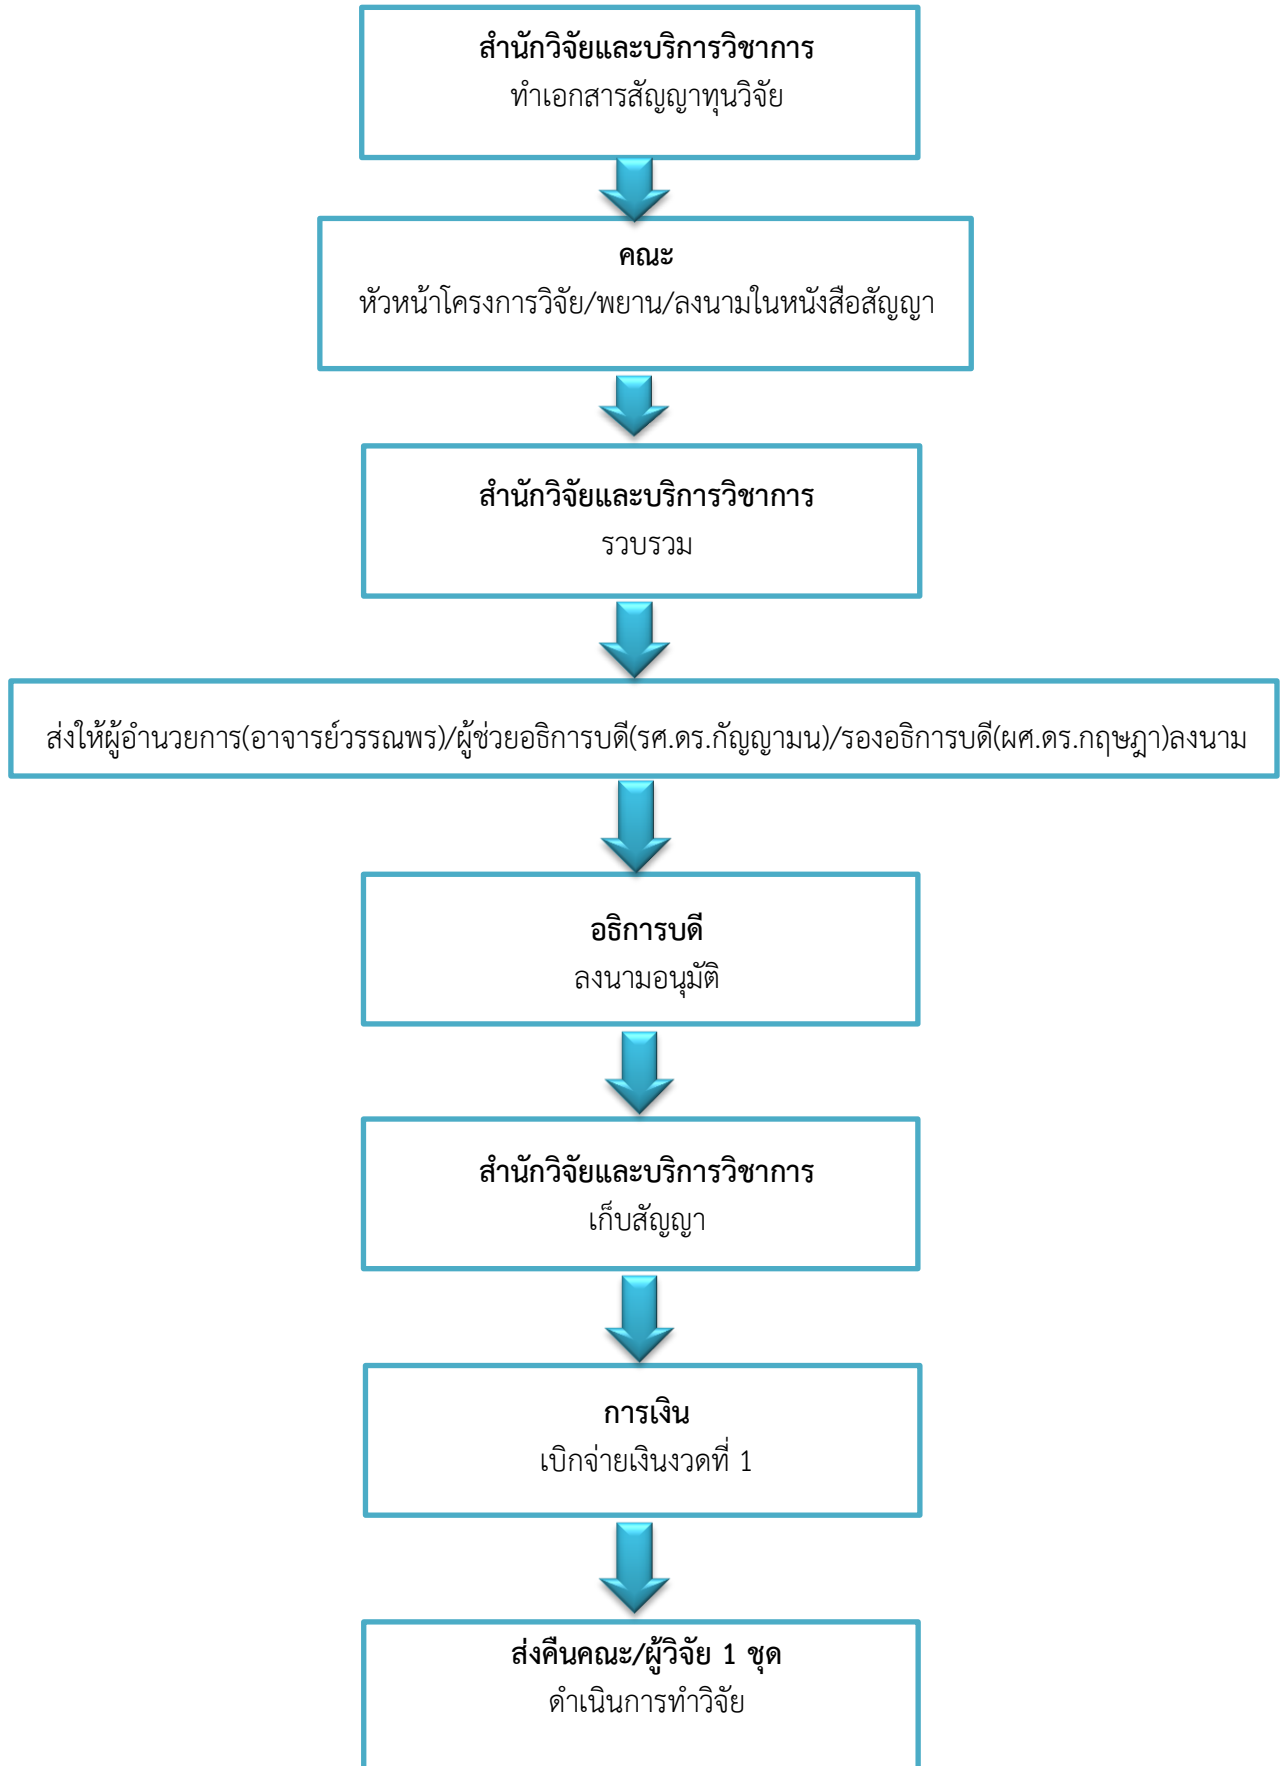 สำนักวิจัยและบริการวิชาการ
ทำเอกสารสัญญาทุนวิจัย
คณะ
หัวหน้าโครงการวิจัย/พยาน/ลงนามในหนังสือสัญญา
สำนักวิจัยและบริการวิชาการ
รวบรวม
ส่งให้ผู้อำนวยการ(อาจารย์วรรณพร)/ผู้ช่วยอธิการบดี(รศ.ดร.กัญญามน)/รองอธิการบดี(ผศ.ดร.กฤษฎา)ลงนาม
อธิการบดี
ลงนามอนุมัติ
สำนักวิจัยและบริการวิชาการ
เก็บสัญญา
การเงิน
เบิกจ่ายเงินงวดที่ 1
ส่งคืนคณะ/ผู้วิจัย 1 ชุด
ดำเนินการทำวิจัย